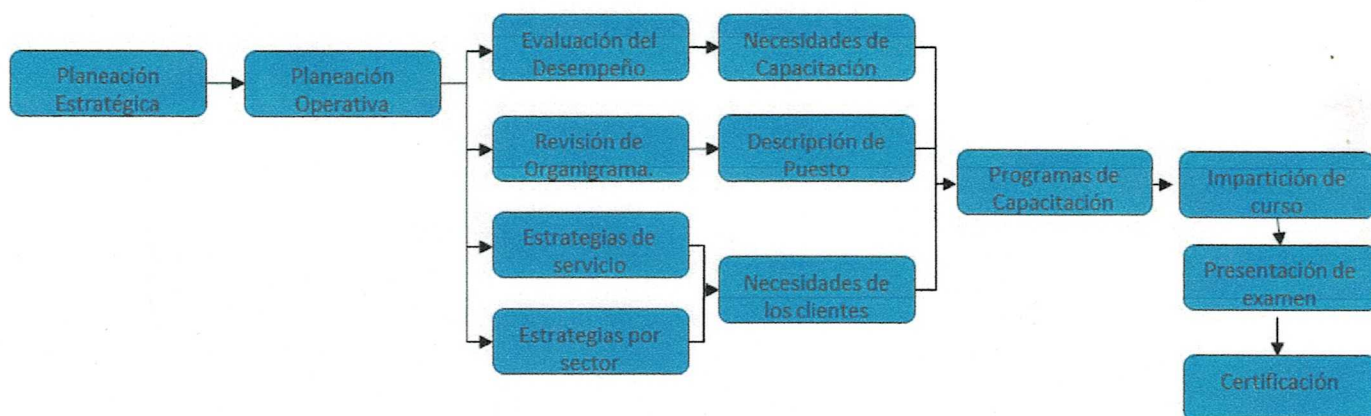 Planeación
Estratégica
Planeación
Operativa
Evaluación del
Desempeño
Necesidades de
Capacitación
Revisión de
Organigrama.
Descripción de
Puesto
Estrategias de
servicio
Estrategias por
sector
Necesidades de
los clientes
Programas de
Capacitación
Impartición de
curso
Presentación de
examen
Certificación